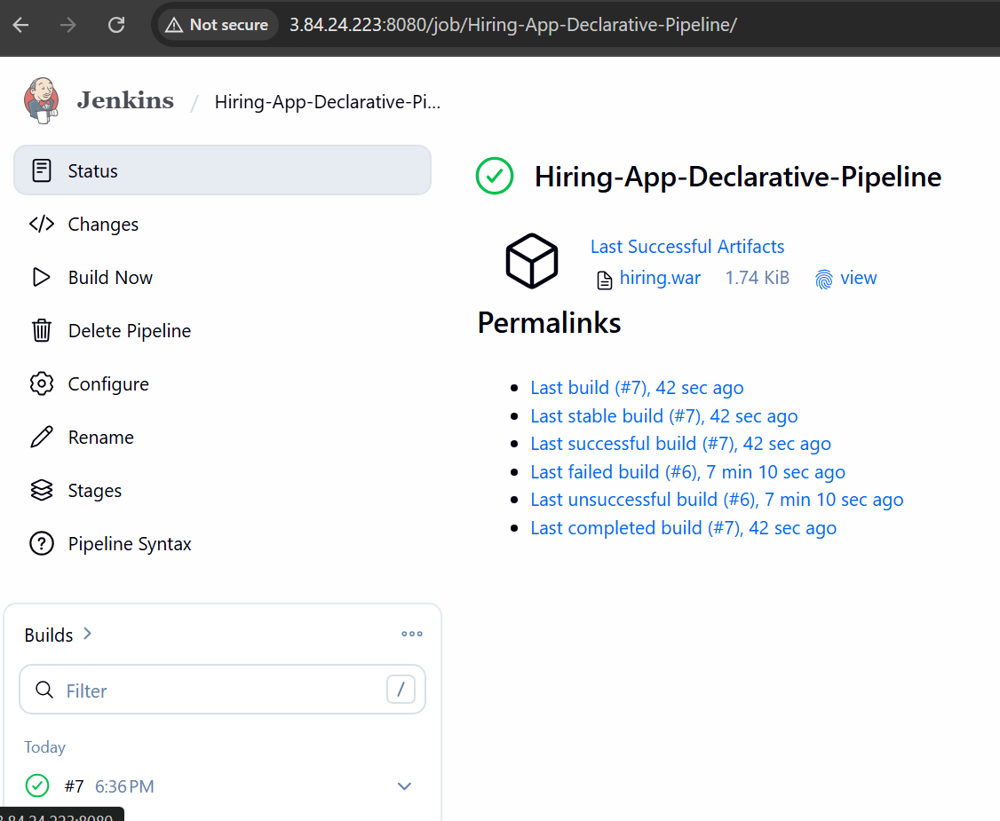 Not secure 3.84.24.223:8080/job/Hiring-App-Declarative-Pipeline/
Jenkins / Hiring-App-Declarative-Pi...
Status
Changes
Build Now
Delete Pipeline
Configure
Rename
Stages
Pipeline Syntax
Builds
Filter /
Today
#7 6:36 PM
Hiring-App-Declarative-Pipeline
Last Successful Artifacts
hiring.war 1.74 KiB view
Permalinks
Last build (#7), 42 sec ago
Last stable build (#7), 42 sec ago
Last successful build (#7), 42 sec ago
Last failed build (#6), 7 min 10 sec ago
Last unsuccessful build (#6), 7 min 10 sec ago
Last completed build (#7), 42 sec ago
3.84.24.223:8080